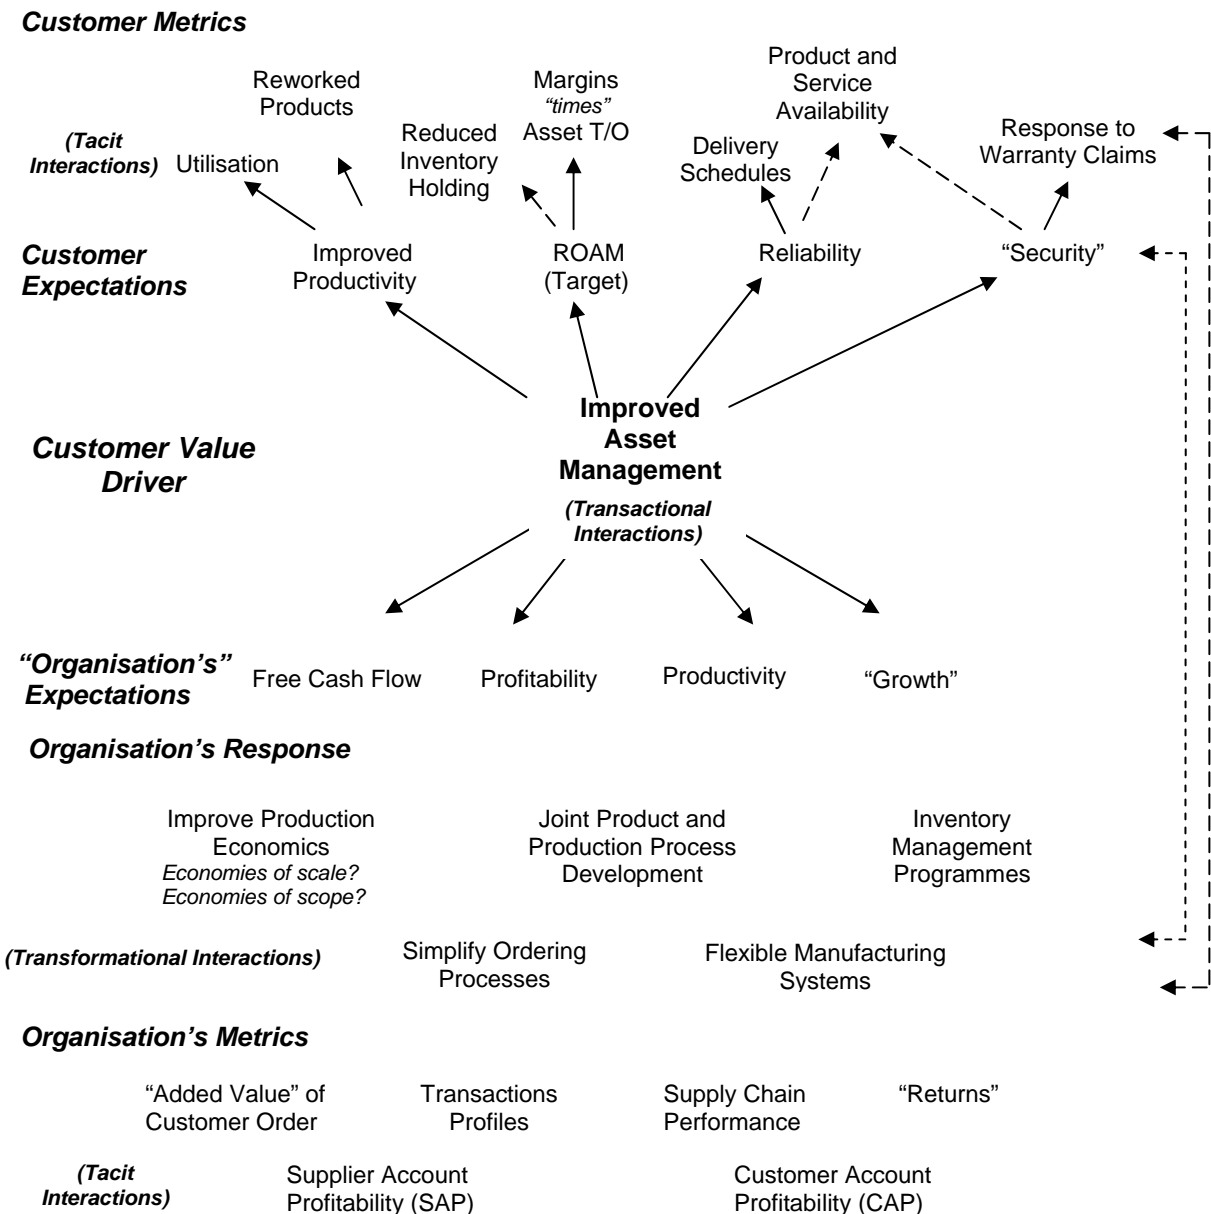 Customer Metrics
Reworked
Products
Margins
“times”
Asset T/O
Product and
Service
Availability
(Tacit
Interactions)
Utilisation
Reduced
Inventory
Holding
Delivery
Schedules
Response to
Warranty Claims
Customer
Expectations
Improved
Productivity
ROAM
(Target)
Reliability
“Security”
Customer Value
Driver
Improved
Asset
Management
(Transactional
Interactions)
“Organisation’s”
Expectations
Free Cash Flow
Profitability
Productivity
“Growth”
Organisation’s Response
Improve Production
Economics
Economies of scale?
Economies of scope?
Joint Product and
Production Process
Development
Inventory
Management
Programmes
(Transformational Interactions)
Simplify Ordering
Processes
Flexible Manufacturing
Systems
Organisation’s Metrics
“Added Value” of
Customer Order
Transactions
Profiles
Supply Chain
Performance
“Returns”
(Tacit
Interactions)
Supplier Account
Profitability (SAP)
Customer Account
Profitability (CAP)